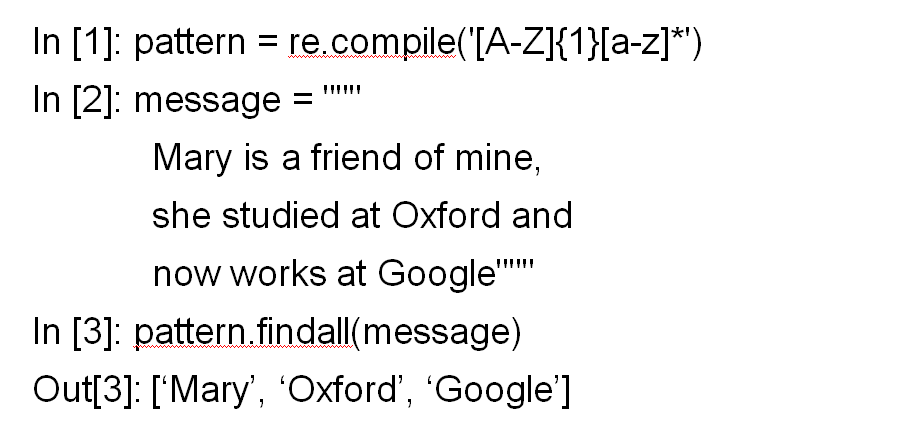 In [1]: pattern = re.compile('[A-Z]{1}[a-z]*')
In [2]: message = """
Mary is a friend of mine,
she studied at Oxford and
now works at Google"""
In [3]: pattern.findall(message)
Out[3]: [‘Mary’, ‘Oxford’, ‘Google’]